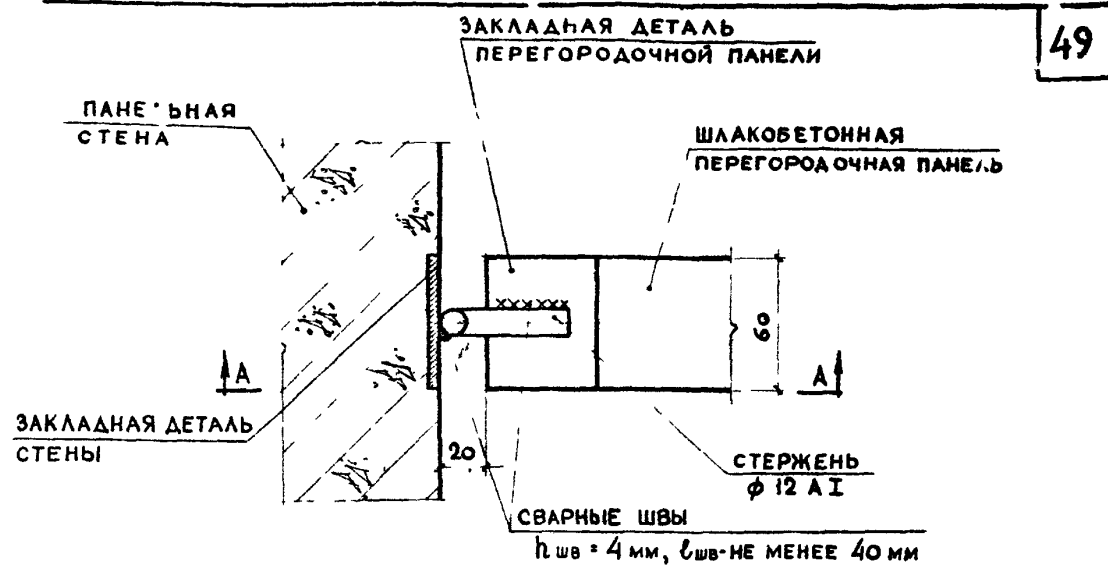 49
ЗАКЛАДНАЯ ДЕТАЛЬ
ПЕРЕГОРОДОЧНОЙ ПАНЕЛИ
ПАНЕЛЬНАЯ
СТЕНА
ШЛАКОБЕТОННАЯ
ПЕРЕГОРОДОЧНАЯ ПАНЕЛЬ
60
А
А
ЗАКЛАДНАЯ ДЕТАЛЬ
СТЕНЫ
20
СТЕРЖЕНЬ
ϕ 12 А I
СВАРНЫЕ ШВЫ
h шв = 4 мм, ℓшв-НЕ МЕНЕЕ 40 мм